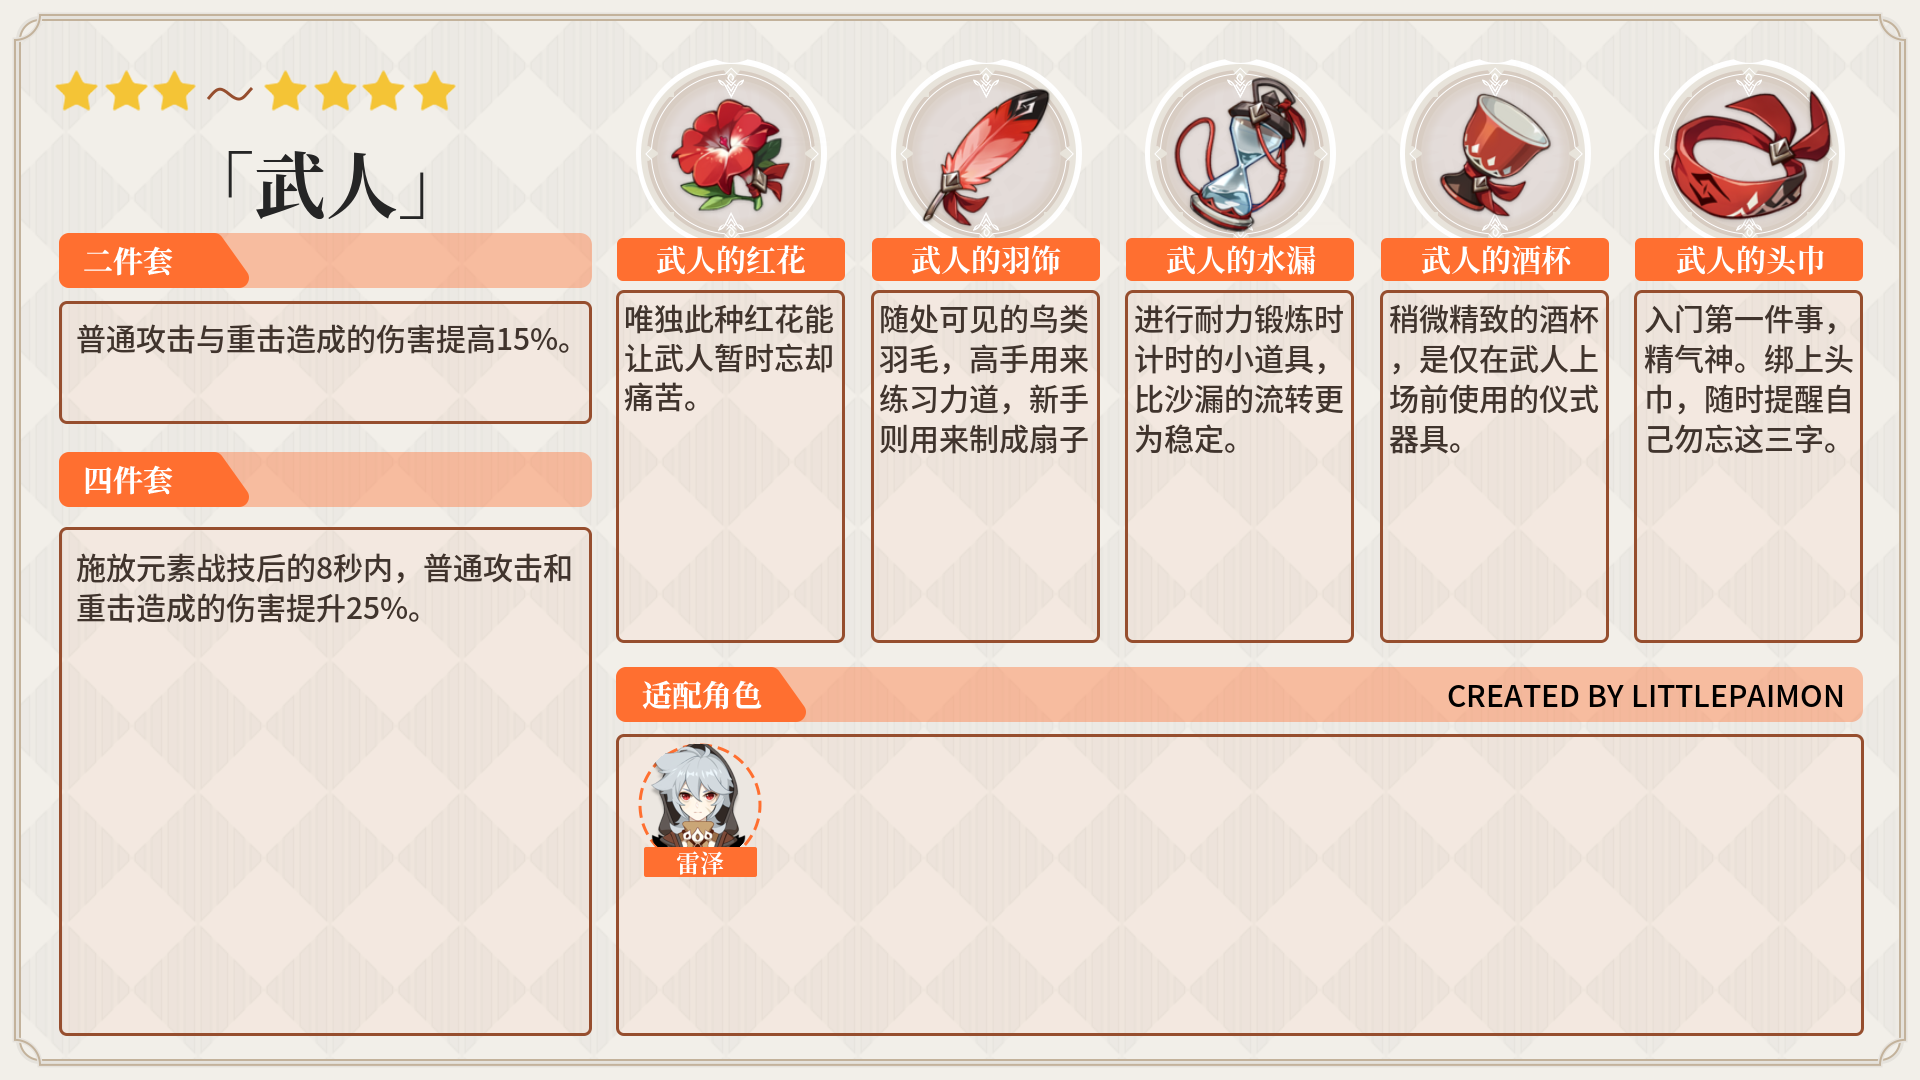 「武人」
二件套
普通攻击与重击造成的伤害提高15%。
四件套
施放元素战技后的8秒内，普通攻击和
重击造成的伤害提升25%。
武人的红花
唯独此种红花能
让武人暂时忘却
痛苦。
武人的羽饰
随处可见的鸟类
羽毛，高手用来
练习力道，新手
则用来制成扇子
武人的水漏
进行耐力锻炼时
计时的小道具，
比沙漏的流转更
为稳定。
武人的酒杯
稍微精致的酒杯
，是仅在武人上
场前使用的仪式
器具。
武人的头巾
入门第一件事，
精气神。绑上头
巾，随时提醒自
己勿忘这三字。
适配角色
CREATED BY LITTLEPAIMON
雷泽